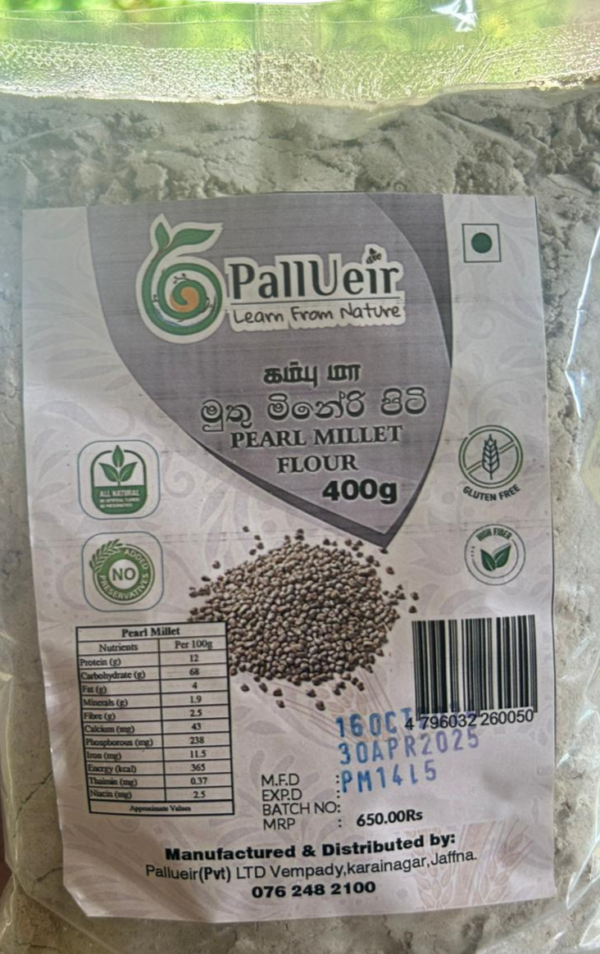 PallUeir
Learn From Nature
கம்பு மா
මුතු මිනේරි පිටි
PEARL MILLET
FLOUR
400g
ALL NATURAL
GLUTEN FREE
HIGH FIBER
NO
ADDED
PRESERVATIVES
Pearl Millet
Nutrients Per 100g
Protein (g) 12
Carbohydrate (g) 68
Fat (g) 4
Minerals (g) 1.9
Fibre (g) 2.5
Calcium (mg) 43
Phosphorous (mg) 238
Iron (mg) 11.5
Energy (kcal) 365
Thaimin (mg) 0.37
Niacin (mg) 2.5
Approximate Values
4 796032 260050
16 OCT
30APR2025
PM1415
M.F.D :
EXP.D :
BATCH NO:
MRP : 650.00Rs
Manufactured & Distributed by:
Pallueir(Pvt) LTD Vempady,karainagar,Jaffna.
076 248 2100